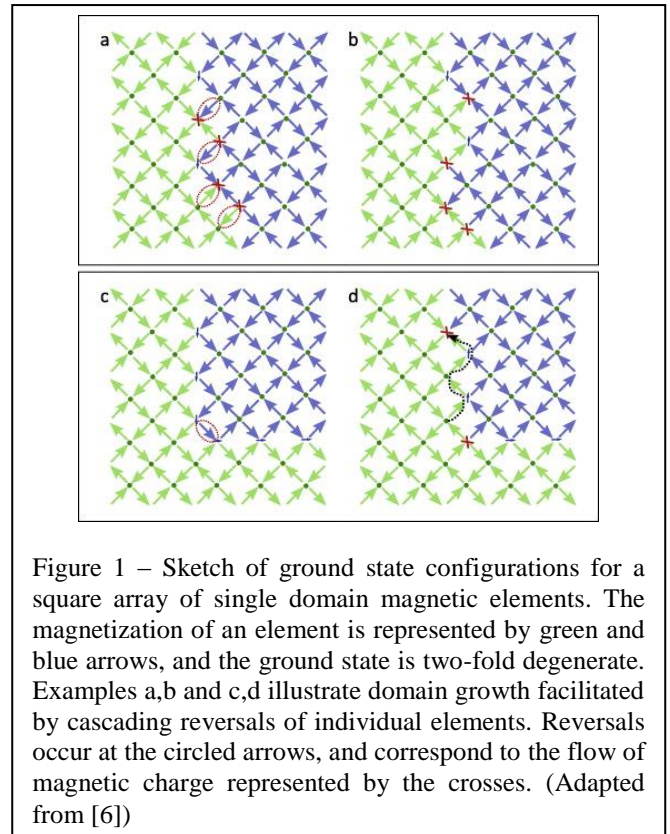 a
b
c
d
Figure 1 – Sketch of ground state configurations for a
square array of single domain magnetic elements. The
magnetization of an element is represented by green and
blue arrows, and the ground state is two-fold degenerate.
Examples a,b and c,d illustrate domain growth facilitated
by cascading reversals of individual elements. Reversals
occur at the circled arrows, and correspond to the flow of
magnetic charge represented by the crosses. (Adapted
from [6])